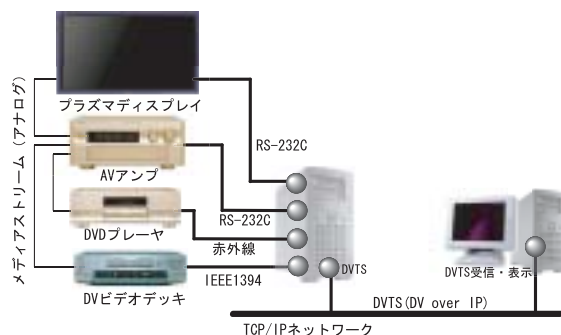 プラズマディスプレイ
メディアストリーム(アナログ)
RS-232C
AVアンプ
RS-232C
DVDプレーヤ
赤外線
IEEE1394
DVTS
DVTS受信・表示
DVビデオデッキ
DVTS(DV over IP)
TCP/IPネットワーク